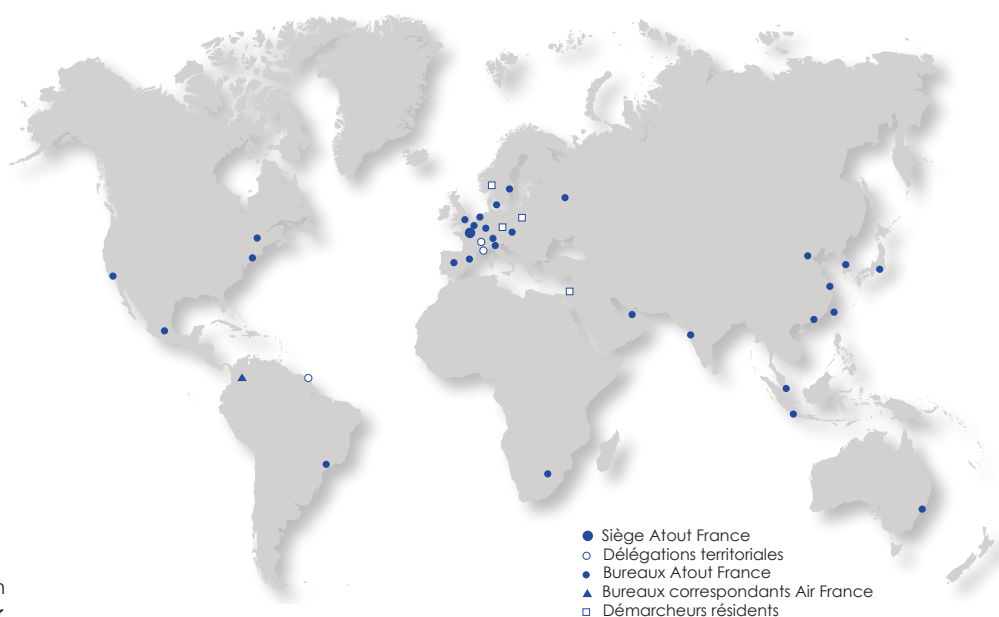 Siège Atout France
Délégations territoriales
Bureaux Atout France
Bureaux correspondants Air France
Démarcheurs résidents